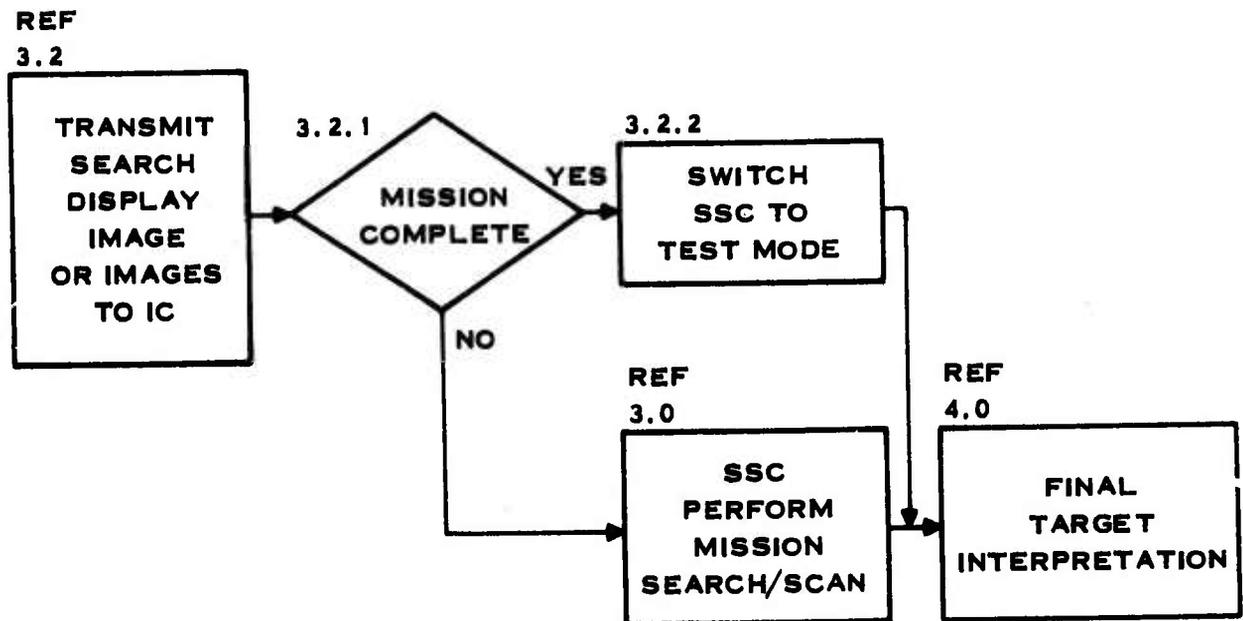 REF
3.2
TRANSMIT
SEARCH
DISPLAY
IMAGE
OR IMAGES
TO IC
3.2.1
MISSION
COMPLETE
YES
NO
3.2.2
SWITCH
SSC TO
TEST MODE
REF
3.0
SSC
PERFORM
MISSION
SEARCH/SCAN
REF
4.0
FINAL
TARGET
INTERPRETATION